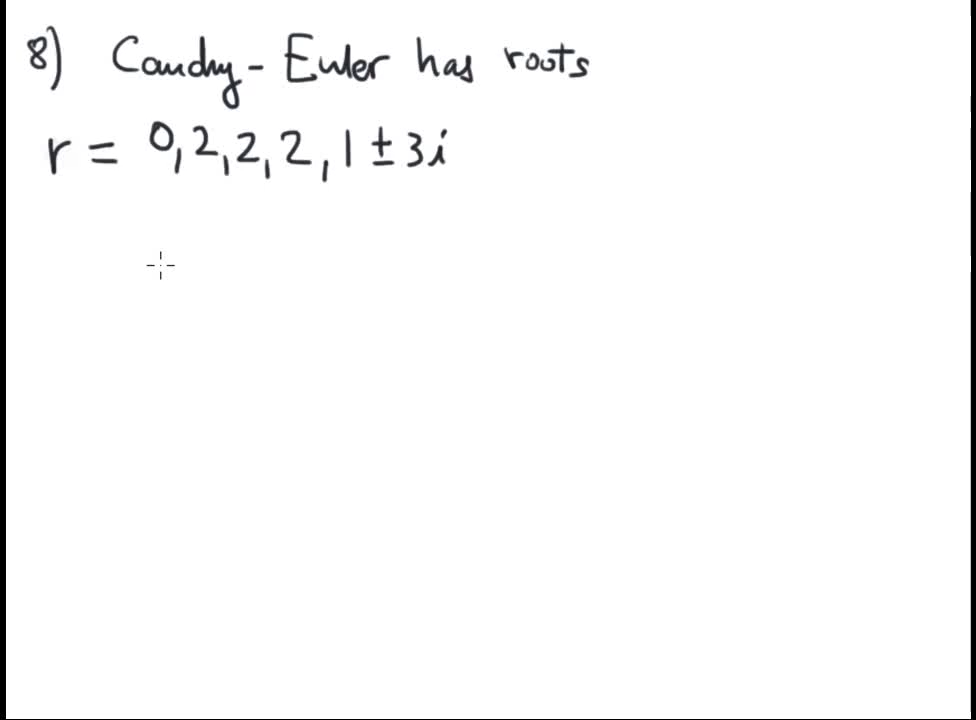 8) Cauchy-Euler has roots
r = 0, 2, 2, 2, 1 ± 3i